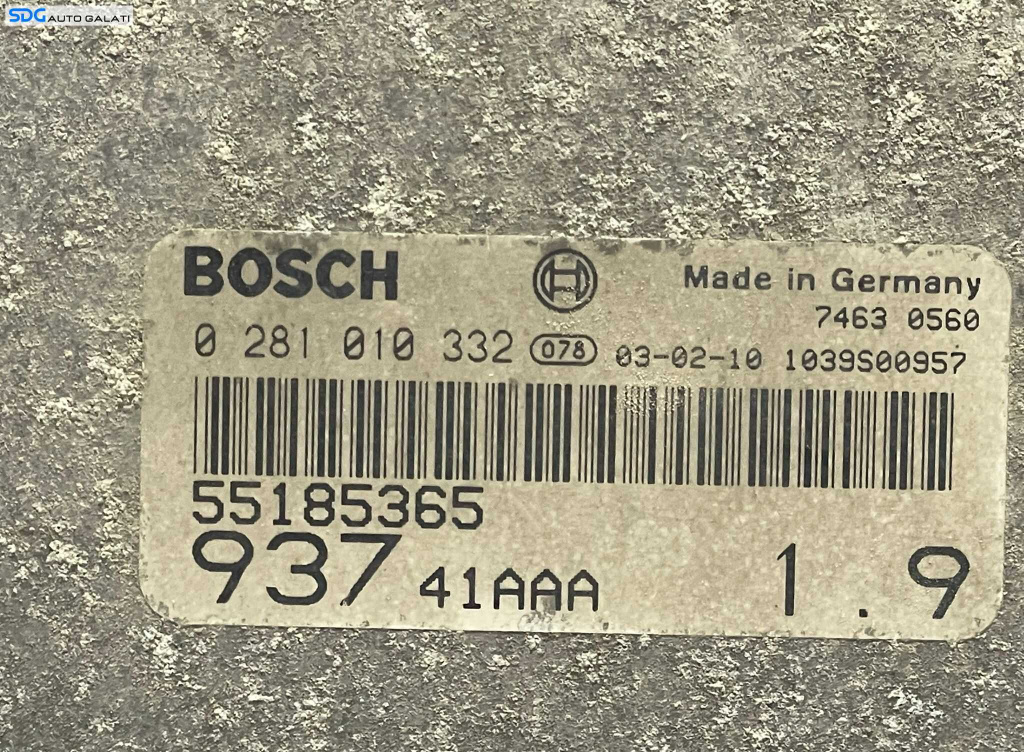 SDG AUTO GALATI
BOSCH
Made in Germany
7463 0560
0 281 010 332 078 03-02-10 1039S00957
55185365
937 41AAA 1.9